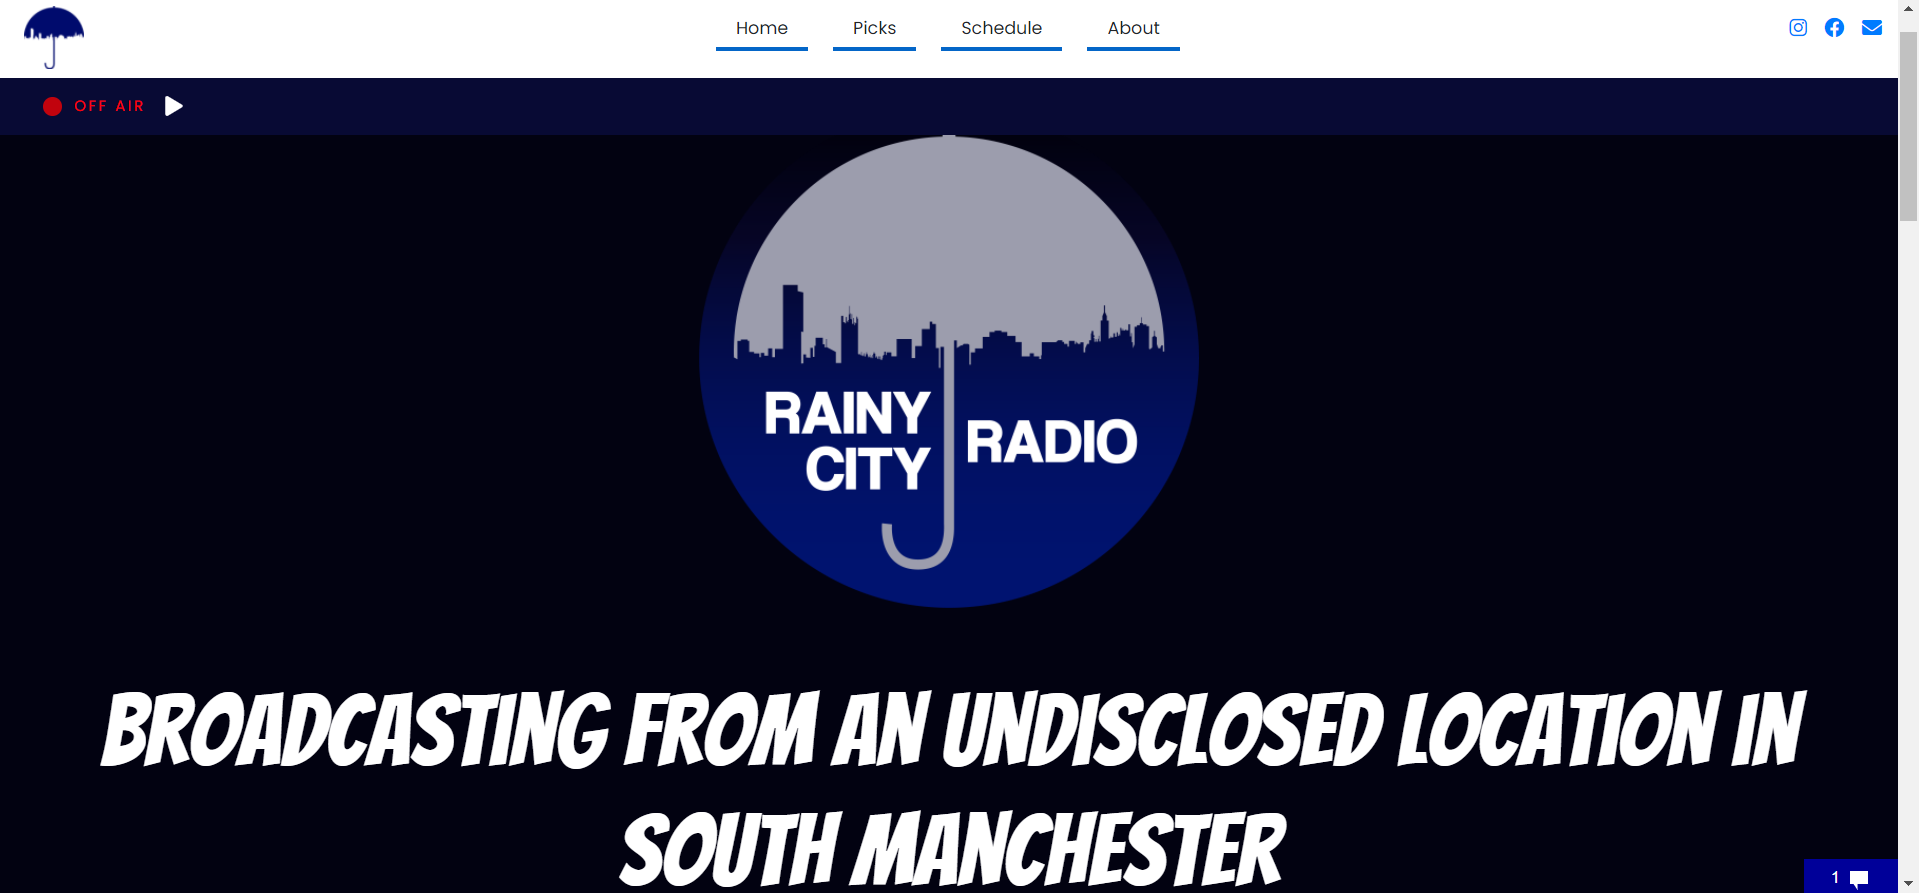 Home Picks Schedule About
OFF AIR
RAINY
CITY
RADIO
BROADCASTING FROM AN UNDISCLOSED LOCATION IN
SOUTH MANCHESTER
1